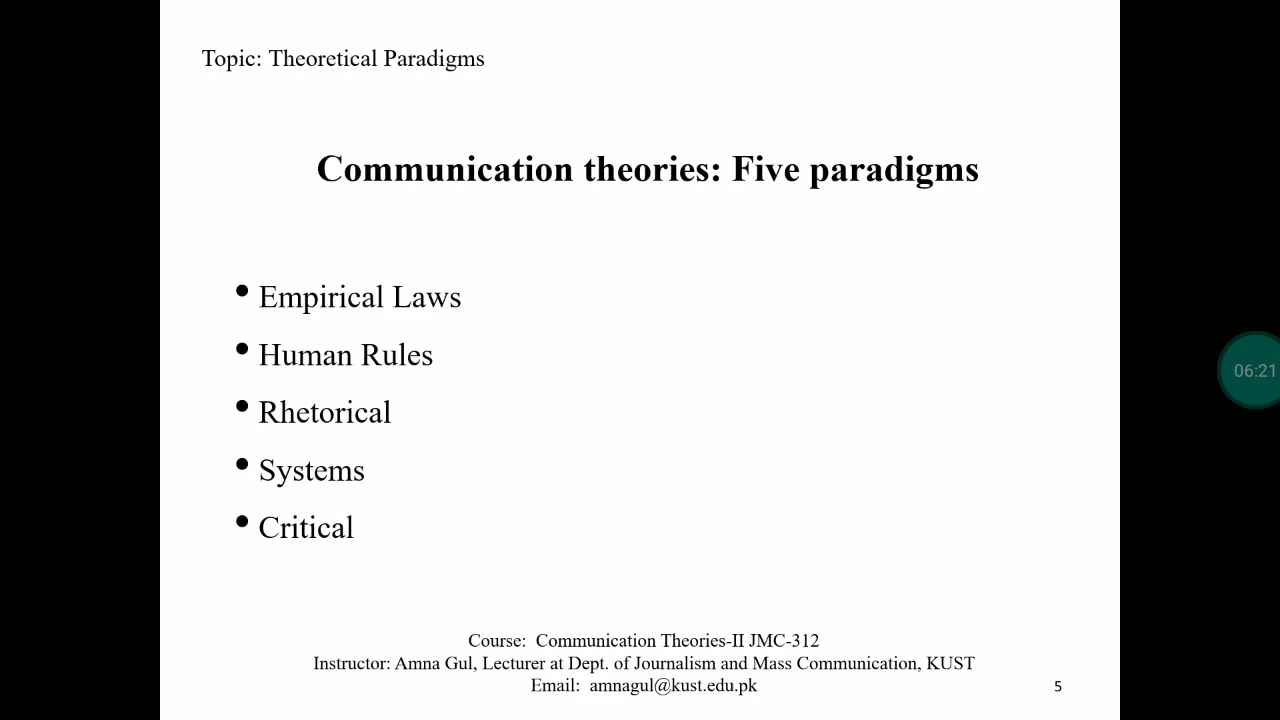 Topic: Theoretical Paradigms
Communication theories: Five paradigms
• Empirical Laws
• Human Rules
• Rhetorical
• Systems
• Critical
06:21
Course:  Communication Theories-II JMC-312
Instructor: Amna Gul, Lecturer at Dept. of Journalism and Mass Communication, KUST
Email:  amnagul@kust.edu.pk
5